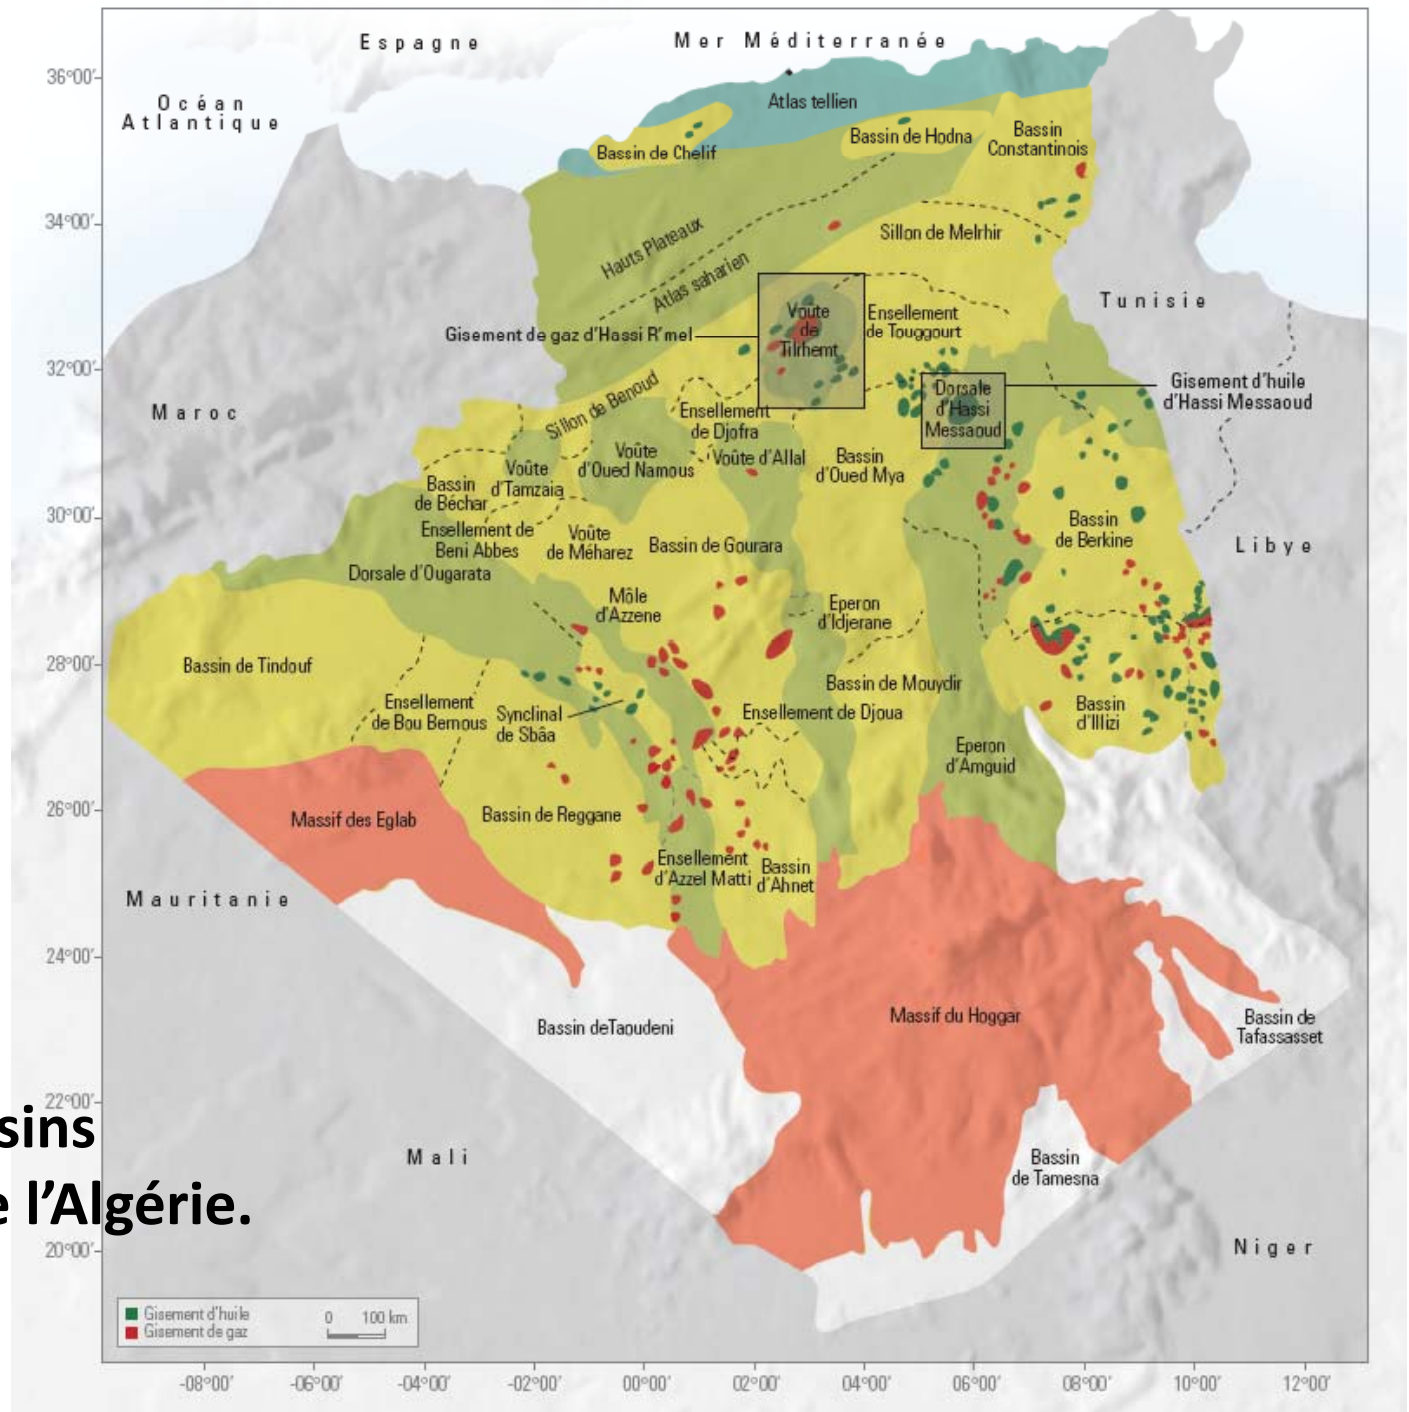 Espagne
Mer Méditerranée
36°00'
Océan
Atlantique
Atlas tellien
Bassin de Chelif
Bassin de Hodna
Bassin
Constantinois
34°00'
Hauts Plateaux
Sillon de Melrhir
Atlas saharien
Tunisie
Gisement de gaz d'Hassi R'mel
Voûte
de
Tilrhemt
Ensellement
de Touggourt
32°00'
Maroc
Sillon de Benoud
Ensellement
de Djofra
Dorsale
d'Hassi
Messaoud
Gisement d'huile
d'Hassi Messaoud
Voûte
d'Oued Namous
Voûte d'Allal
Bassin
d'Oued Mya
Voûte
d'Tamzaia
Bassin
de Béchar
30°00'
Ensellement de
Beni Abbes
Voûte
de Méharez
Bassin de Gourara
Bassin
de Berkine
Libye
Dorsale d'Ougarata
Môle
d'Azzene
Eperon
d'Idjerane
28°00'
Bassin de Tindouf
Bassin de Mouydir
Ensellement
de Bou Bernous
Synclinal
de Sbâa
Ensellement de Djoua
Bassin
d'Illizi
Eperon
d'Amguid
26°00'
Massif des Eglab
Bassin de Reggane
Ensellement
d'Azzel Matti
Bassin
d'Ahnet
Mauritanie
24°00'
Bassin deTaoudeni
Massif du Hoggar
Bassin de
Tafassasset
22°00'
sins
Mali
Bassin
de Tamesna
e l’Algérie.
20°00'
Niger
Gisement d'huile
Gisement de gaz
0 100 km
-08°00' -06°00' -04°00' -02°00' 00°00' 02°00' 04°00' 06°00' 08°00' 10°00' 12°00'